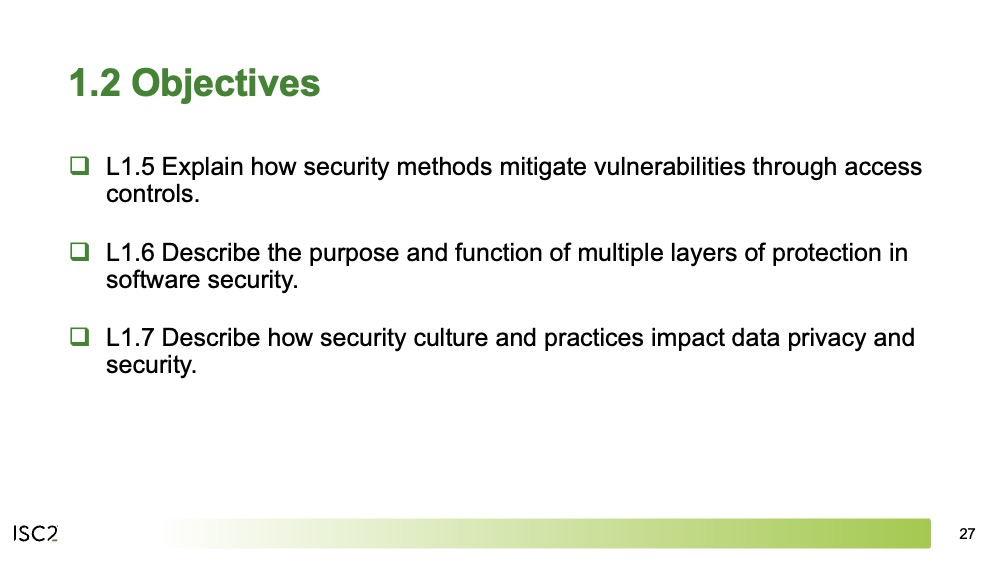 1.2 Objectives
❑ L1.5 Explain how security methods mitigate vulnerabilities through access
controls.
❑ L1.6 Describe the purpose and function of multiple layers of protection in
software security.
❑ L1.7 Describe how security culture and practices impact data privacy and
security.
ISC2
27